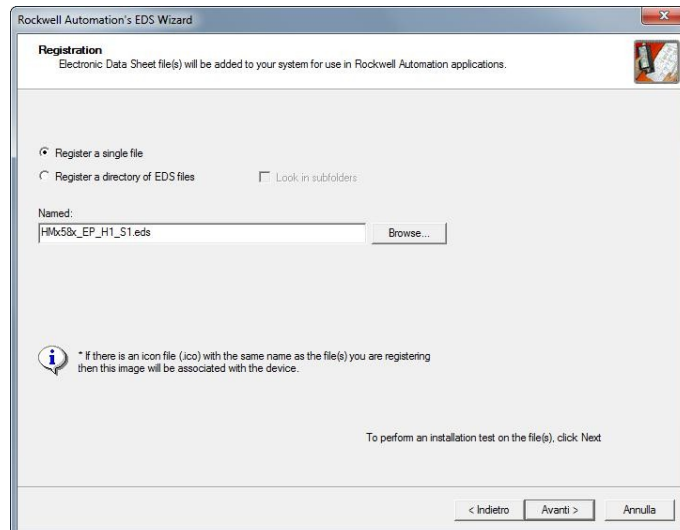 Rockwell Automation's EDS Wizard
Registration
Electronic Data Sheet file(s) will be added to your system for use in Rockwell Automation applications.
Register a single file
Register a directory of EDS files
Look in subfolders
Named:
HMx58x_EP_H1_S1.eds
Browse...
* If there is an icon file (.ico) with the same name as the file(s) you are registering
then this image will be associated with the device.
To perform an installation test on the file(s), click Next
< Indietro
Avanti >
Annulla